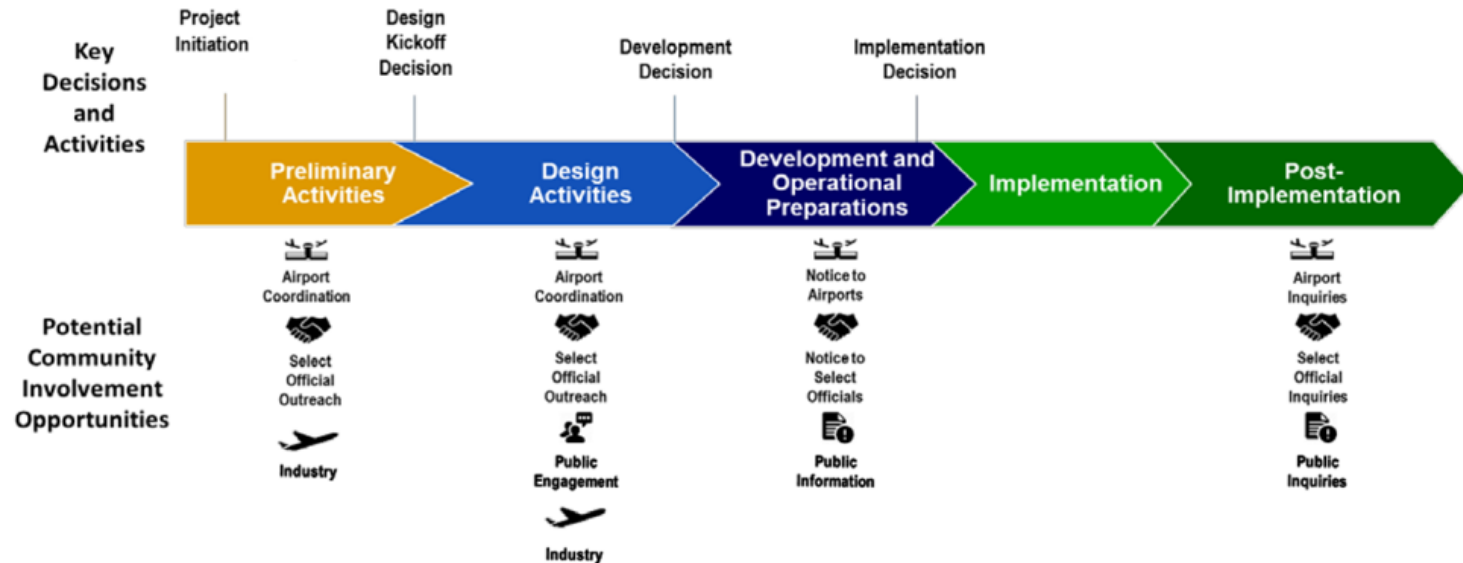 Key
Decisions
and
Activities
Project
Initiation
Design
Kickoff
Decision
Development
Decision
Implementation
Decision
Preliminary
Activities
Design
Activities
Development and
Operational
Preparations
Implementation
Post-
Implementation
Potential
Community
Involvement
Opportunities
Airport
Coordination
Select
Official
Outreach
Industry
Airport
Coordination
Select
Official
Outreach
Public
Engagement
Industry
Notice to
Airports
Notice to
Select
Officials
Public
Information
Airport
Inquiries
Select
Official
Inquiries
Public
Inquiries